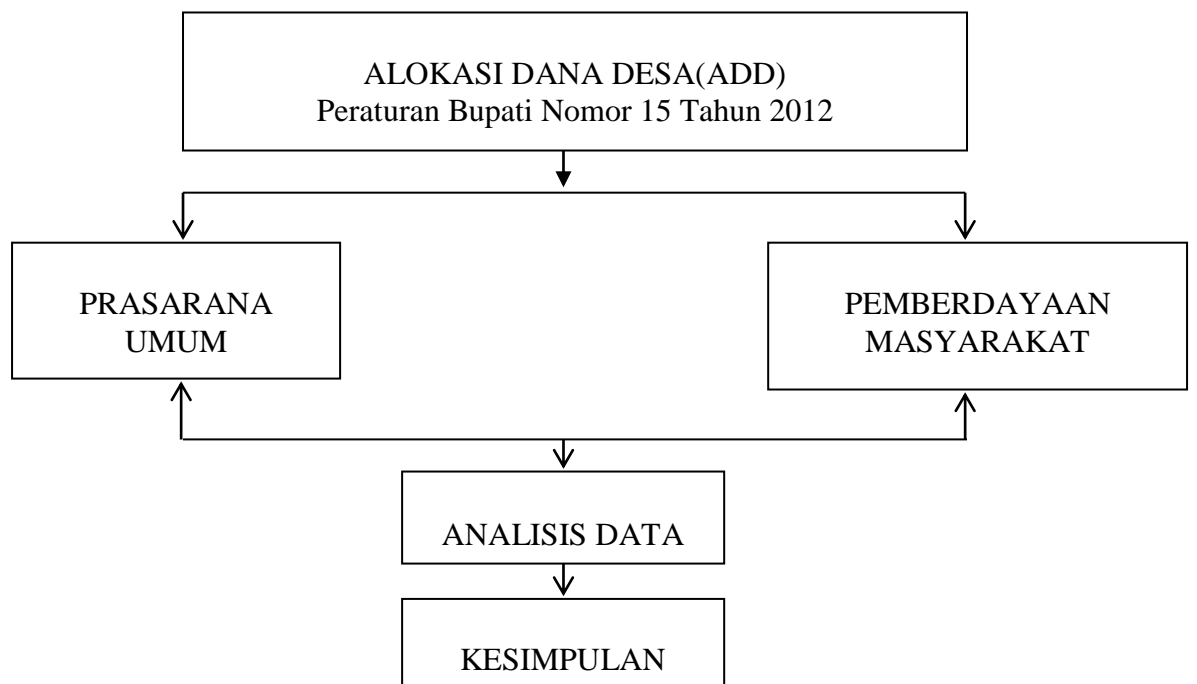 ALOKASI DANA DESA(ADD)
Peraturan Bupati Nomor 15 Tahun 2012
PRASARANA
UMUM
PEMBERDAYAAN
MASYARAKAT
ANALISIS DATA
KESIMPULAN